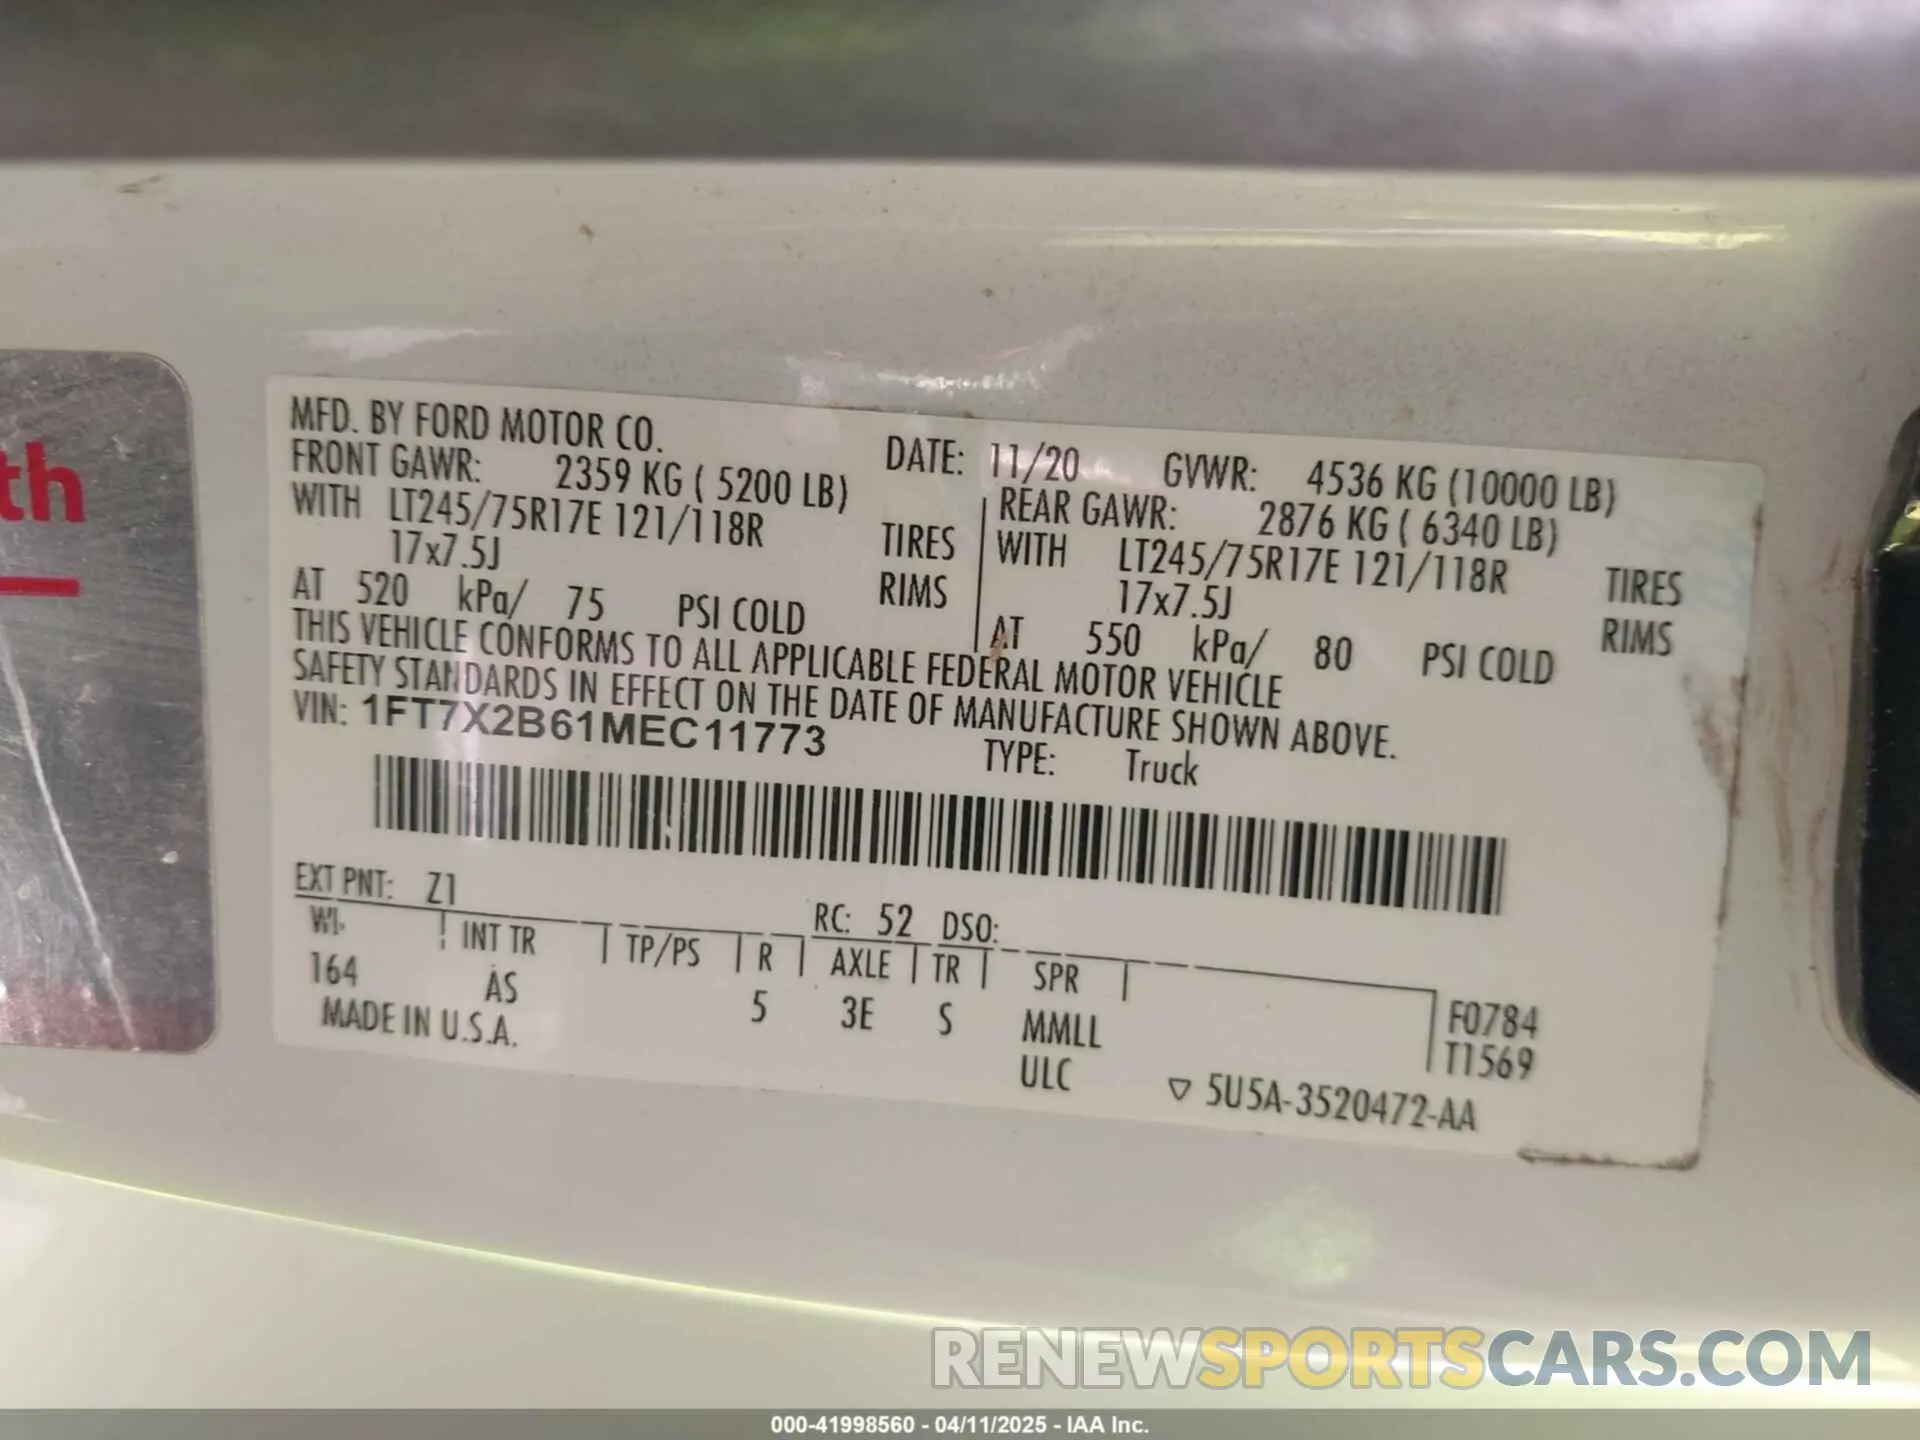 th
MFD. BY FORD MOTOR CO. DATE: 11/20 GVWR: 4536 KG (10000 LB)
FRONT GAWR: 2359 KG ( 5200 LB) REAR GAWR: 2876 KG ( 6340 LB)
WITH LT245/75R17E 121/118R TIRES WITH LT245/75R17E 121/118R TIRES
17x7.5J RIMS 17x7.5J RIMS
AT 520 kPa/ 75 PSI COLD AT 550 kPa/ 80 PSI COLD
THIS VEHICLE CONFORMS TO ALL APPLICABLE FEDERAL MOTOR VEHICLE
SAFETY STANDARDS IN EFFECT ON THE DATE OF MANUFACTURE SHOWN ABOVE.
VIN: 1FT7X2B61MEC11773 TYPE: Truck
EXT PNT: Z1 RC: 52 DSO:
INT TR TP/PS R AXLE TR SPR
164 AS 5 3E S MMLL F0784
MADE IN U.S.A. ULC T1569
5U5A-3520472-AA
RENEWSPORTSCARS.COM
000-41998560 - 04/11/2025 - IAA Inc.